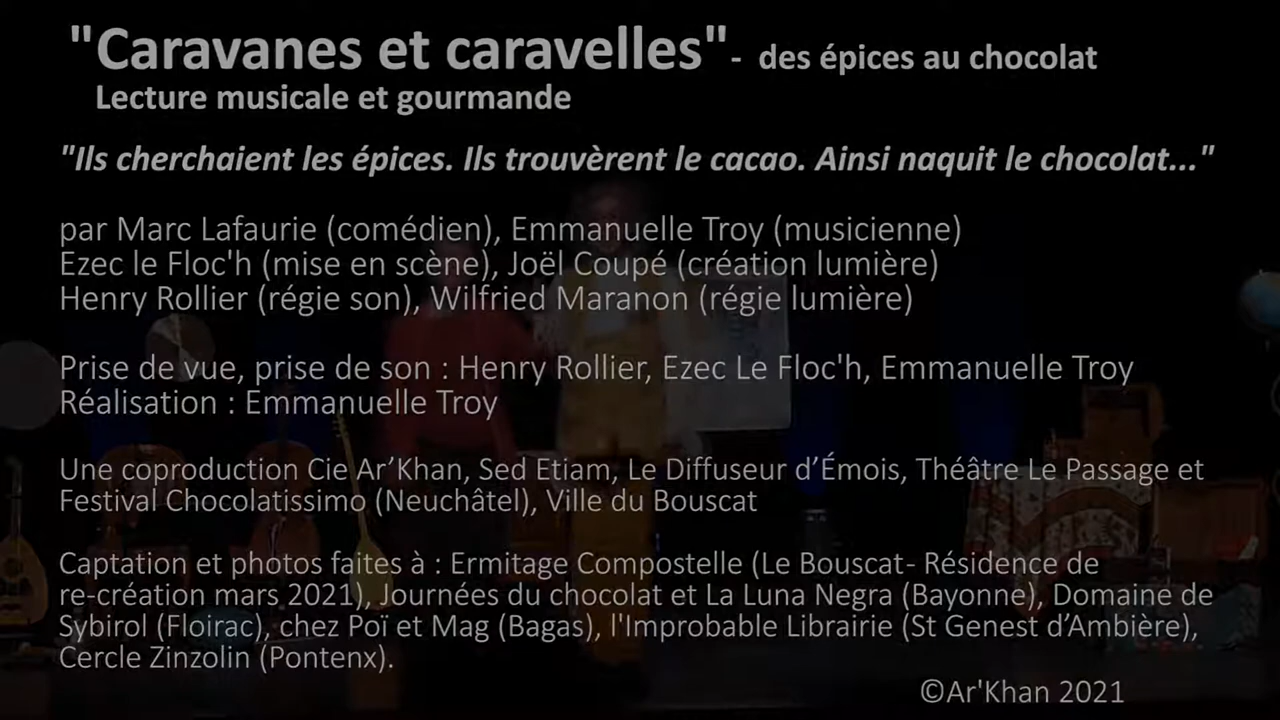 "Caravanes et caravelles" - des épices au chocolat
Lecture musicale et gourmande
"Ils cherchaient les épices. Ils trouvèrent le cacao. Ainsi naquit le chocolat..."
par Marc Lafaurie (comédien), Emmanuelle Troy (musicienne)
Ezec le Floc'h (mise en scène), Joël Coupé (création lumière)
Henry Rollier (régie son), Wilfried Maranon (régie lumière)
Prise de vue, prise de son : Henry Rollier, Ezec Le Floc'h, Emmanuelle Troy
Réalisation : Emmanuelle Troy
Une coproduction Cie Ar’Khan, Sed Etiam, Le Diffuseur d’Émois, Théâtre Le Passage et
Festival Chocolatissimo (Neuchâtel), Ville du Bouscat
Captation et photos faites à : Ermitage Compostelle (Le Bouscat- Résidence de
re-création mars 2021), Journées du chocolat et La Luna Negra (Bayonne), Domaine de
Sybirol (Floirac), chez Poï et Mag (Bagas), l'Improbable Librairie (St Genest d’Ambière),
Cercle Zinzolin (Pontenx).
©Ar'Khan 2021